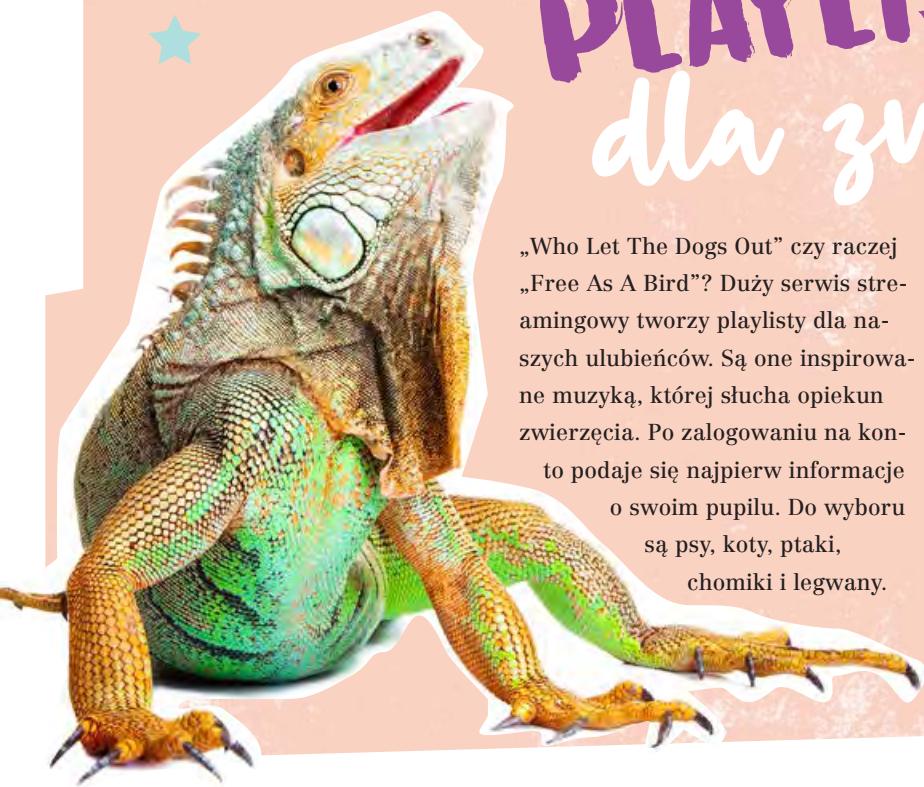 „Who Let The Dogs Out” czy raczej
„Free As A Bird”? Duży serwis stre-
amingowy tworzy playlisty dla na-
szych ulubieńców. Są one inspirowa-
ne muzyką, której słucha opiekun
zwierzęcia. Po zalogowaniu na kon-
to podaje się najpierw informacje
o swoim pupilu. Do wyboru
są psy, koty, ptaki,
chomiki i legwany.